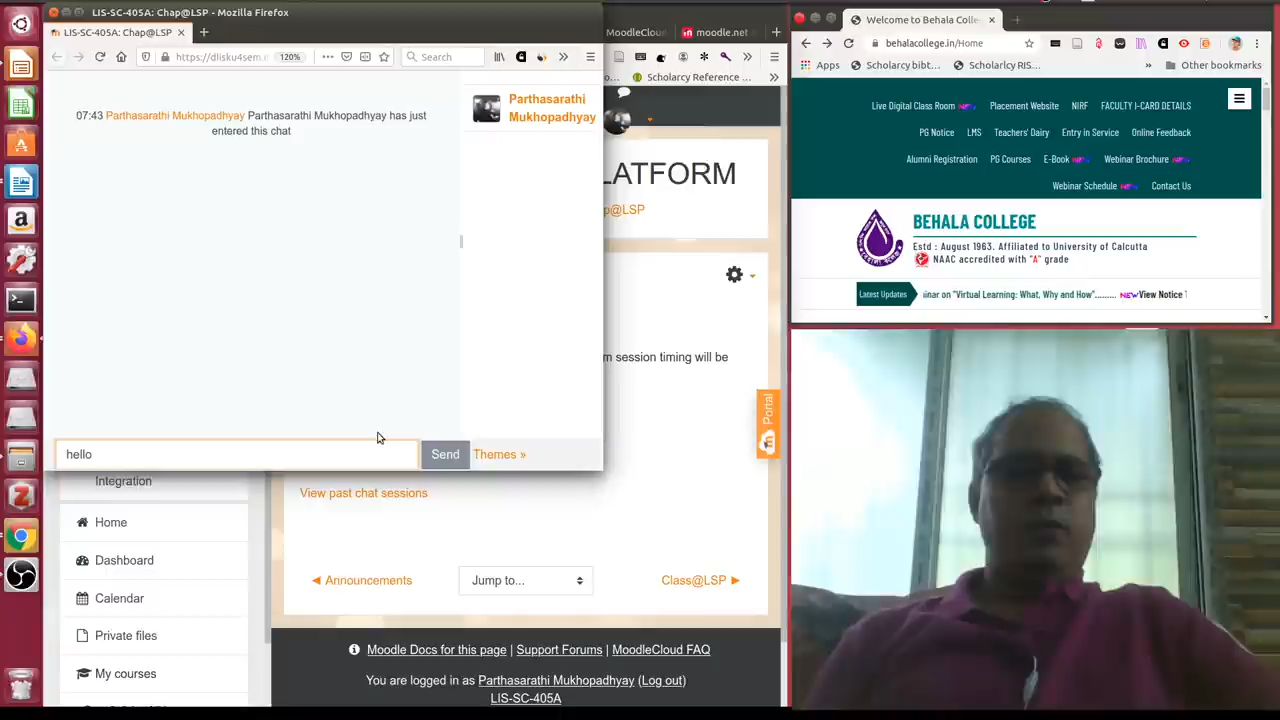 LIS-SC-405A: Chap@LSP - Mozilla Firefox
LIS-SC-405A: Chap@LSP
https://dlisku4sem.
120%
Search
07:43 Parthasarathi Mukhopadhyay Parthasarathi Mukhopadhyay has just
entered this chat
Parthasarathi
Mukhopadhyay
hello
Send
Themes »
MoodleCloud
moodle.net
Scholarcy Reference
LATFORM
p@LSP
m session timing will be
Portal
Integration
View past chat sessions
Home
Dashboard
Calendar
Private files
My courses
◀ Announcements
Jump to...
Class@LSP ▶
Moodle Docs for this page | Support Forums | MoodleCloud FAQ
You are logged in as Parthasarathi Mukhopadhyay (Log out)
LIS-SC-405A
Welcome to Behala Colle
behalacollege.in/Home
Apps
Scholarcy bibt...
Scholarlcy RIS...
Other bookmarks
Live Digital Class Room NEW Placement Website NIRF FACULTY I-CARD DETAILS
PG Notice LMS Teachers' Dairy Entry in Service Online Feedback
Alumni Registration PG Courses E-Book NEW Webinar Brochure NEW
Webinar Schedule NEW Contact Us
BEHALA COLLEGE
Estd : August 1963. Affiliated to University of Calcutta
NAAC accredited with "A" grade
Latest Updates
inar on "Virtual Learning: What, Why and How"......... NEW View Notice